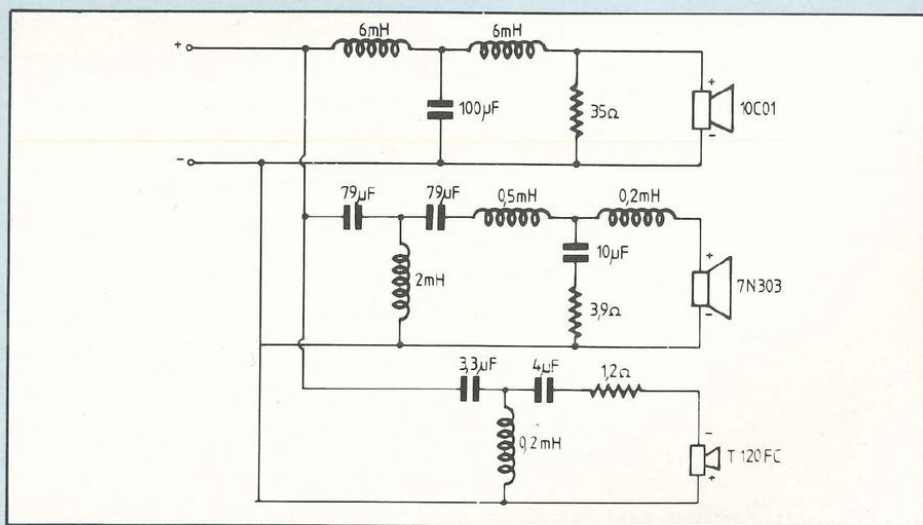 6mH
6mH
+
100µF
35Ω
+
10C01
-
-
79µF
79µF
0,5mH
0,2mH
2mH
10µF
3,9Ω
+
7N303
-
3,3µF
4µF
1,2Ω
0,2mH
-
T 120 FC
+